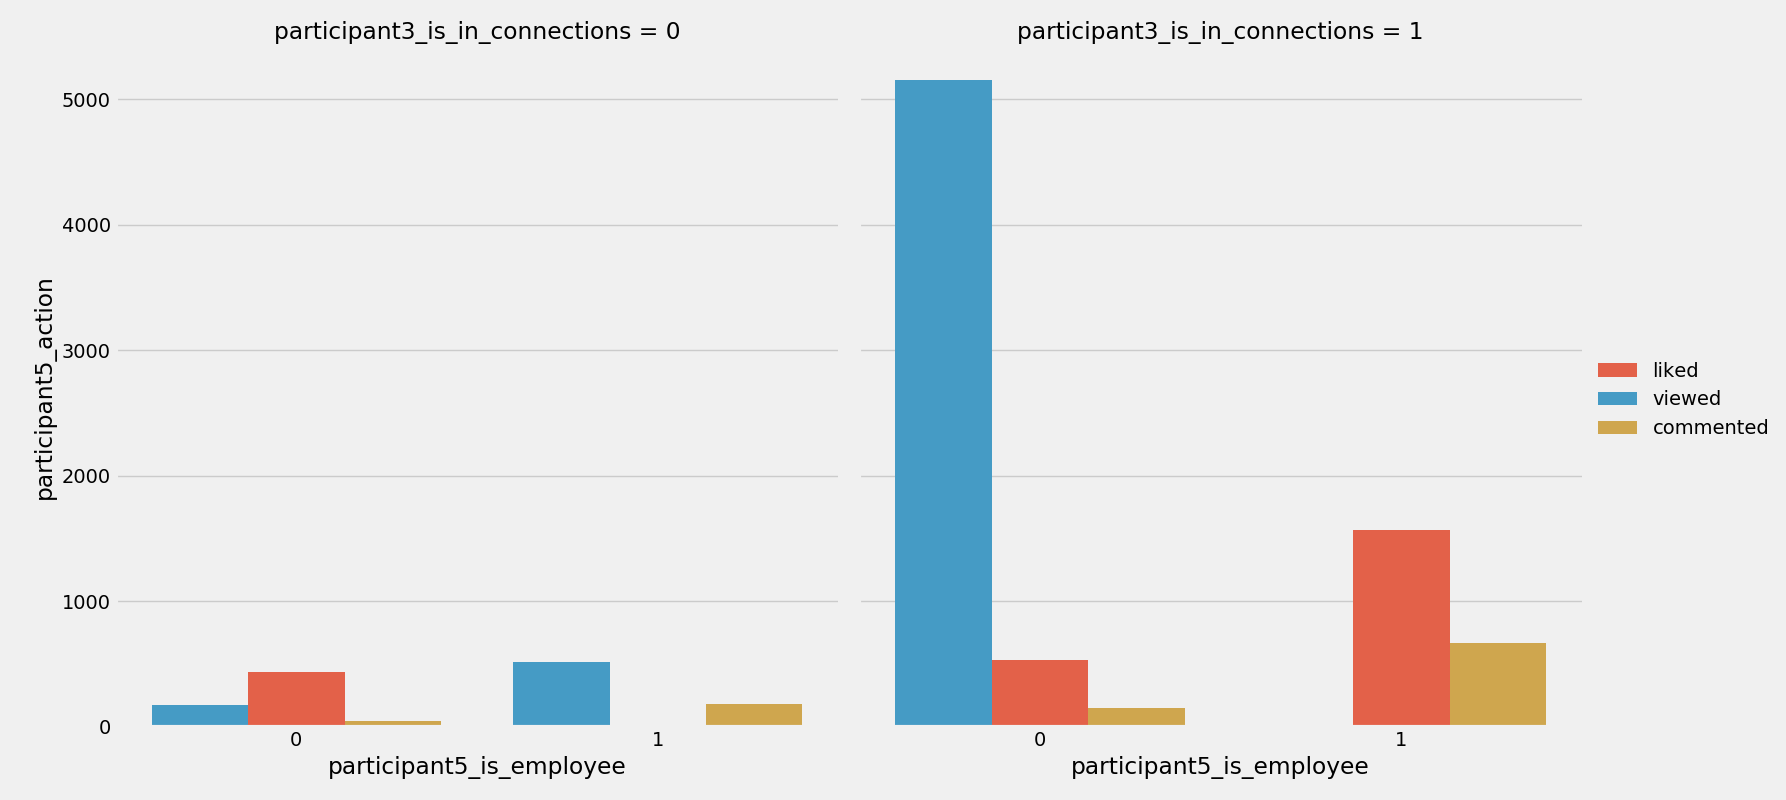 participant3_is_in_connections = 0
participant3_is_in_connections = 1
participant5_action
5000
4000
3000
2000
1000
0
0
1
0
1
participant5_is_employee
participant5_is_employee
liked
viewed
commented